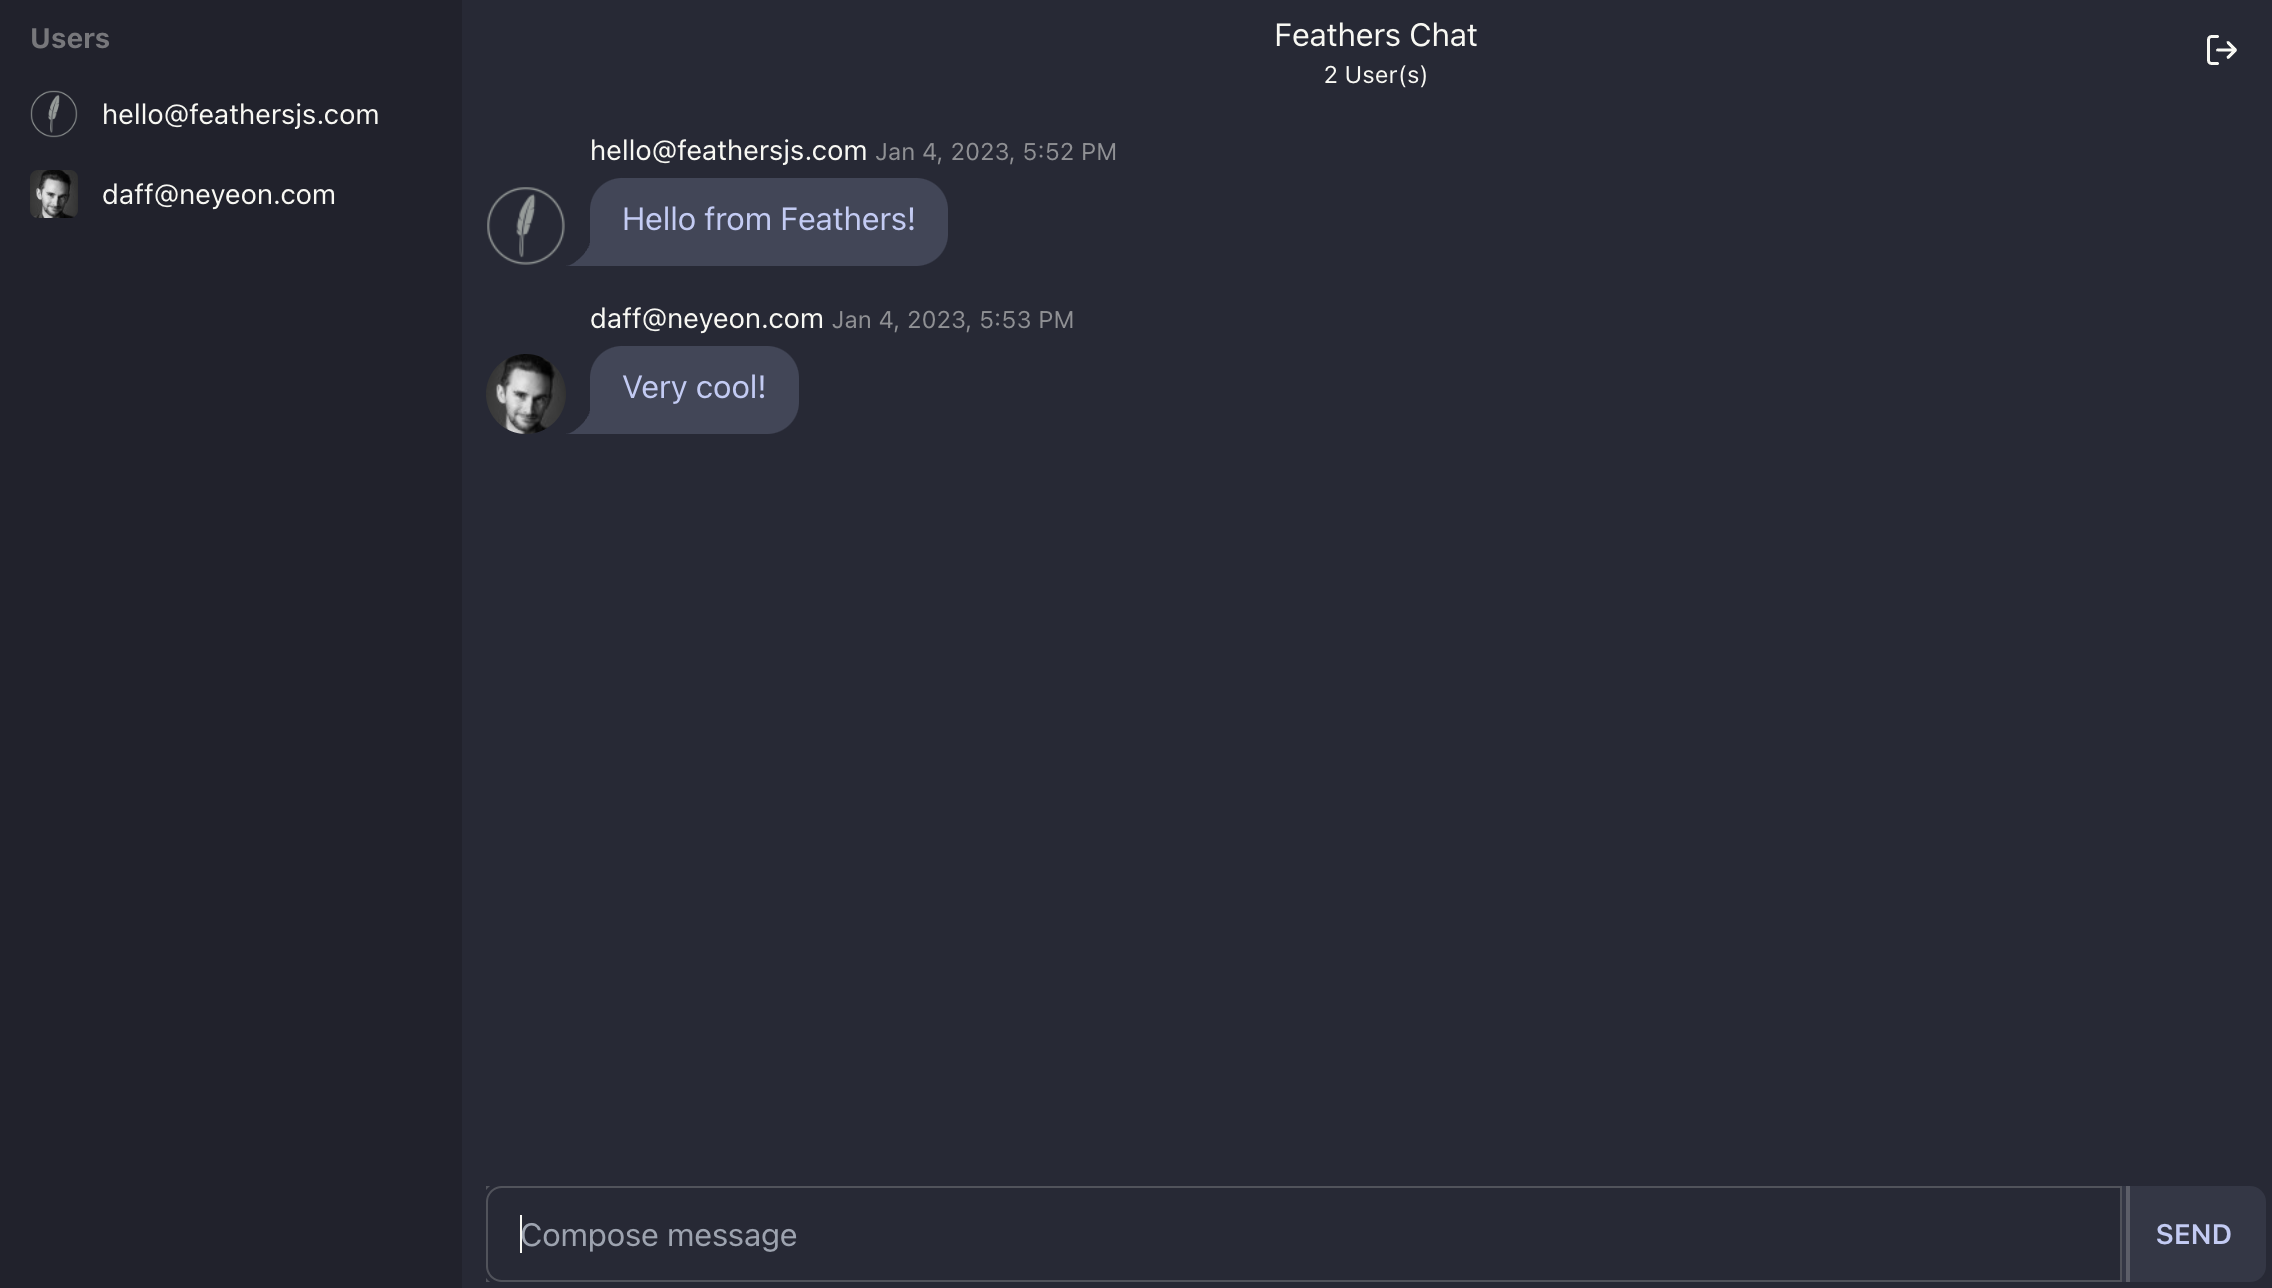 Users
hello@feathersjs.com
daff@neyeon.com
Feathers Chat
2 User(s)
hello@feathersjs.com Jan 4, 2023, 5:52 PM
Hello from Feathers!
daff@neyeon.com Jan 4, 2023, 5:53 PM
Very cool!
Compose message
SEND